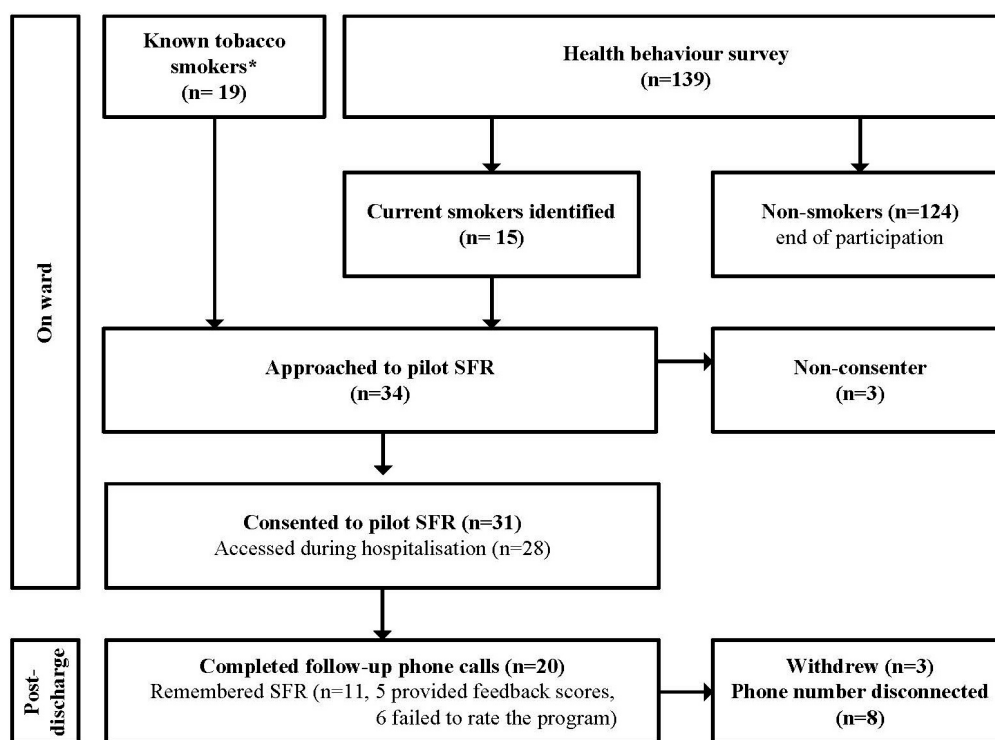 Known tobacco
smokers*
(n= 19)
Health behaviour survey
(n=139)
Current smokers identified
(n= 15)
Non-smokers (n=124)
end of participation
On ward
Approached to pilot SFR
(n=34)
Non-consenter
(n=3)
Consented to pilot SFR (n=31)
Accessed during hospitalisation (n=28)
Post-
discharge
Completed follow-up phone calls (n=20)
Remembered SFR (n=11, 5 provided feedback scores,
6 failed to rate the program)
Withdrew (n=3)
Phone number disconnected
(n=8)